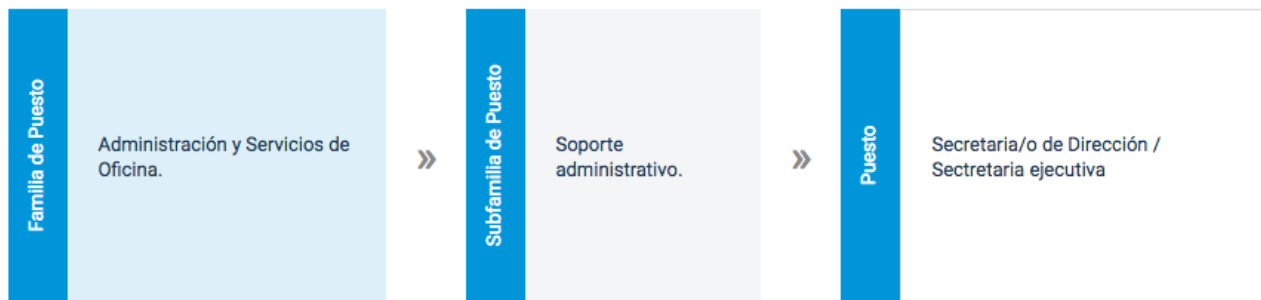 Familia de Puesto
Administración y Servicios de
Oficina.
»
Subfamilia de Puesto
Soporte
administrativo.
»
Puesto
Secretaria/o de Dirección /
Sectretaria ejecutiva